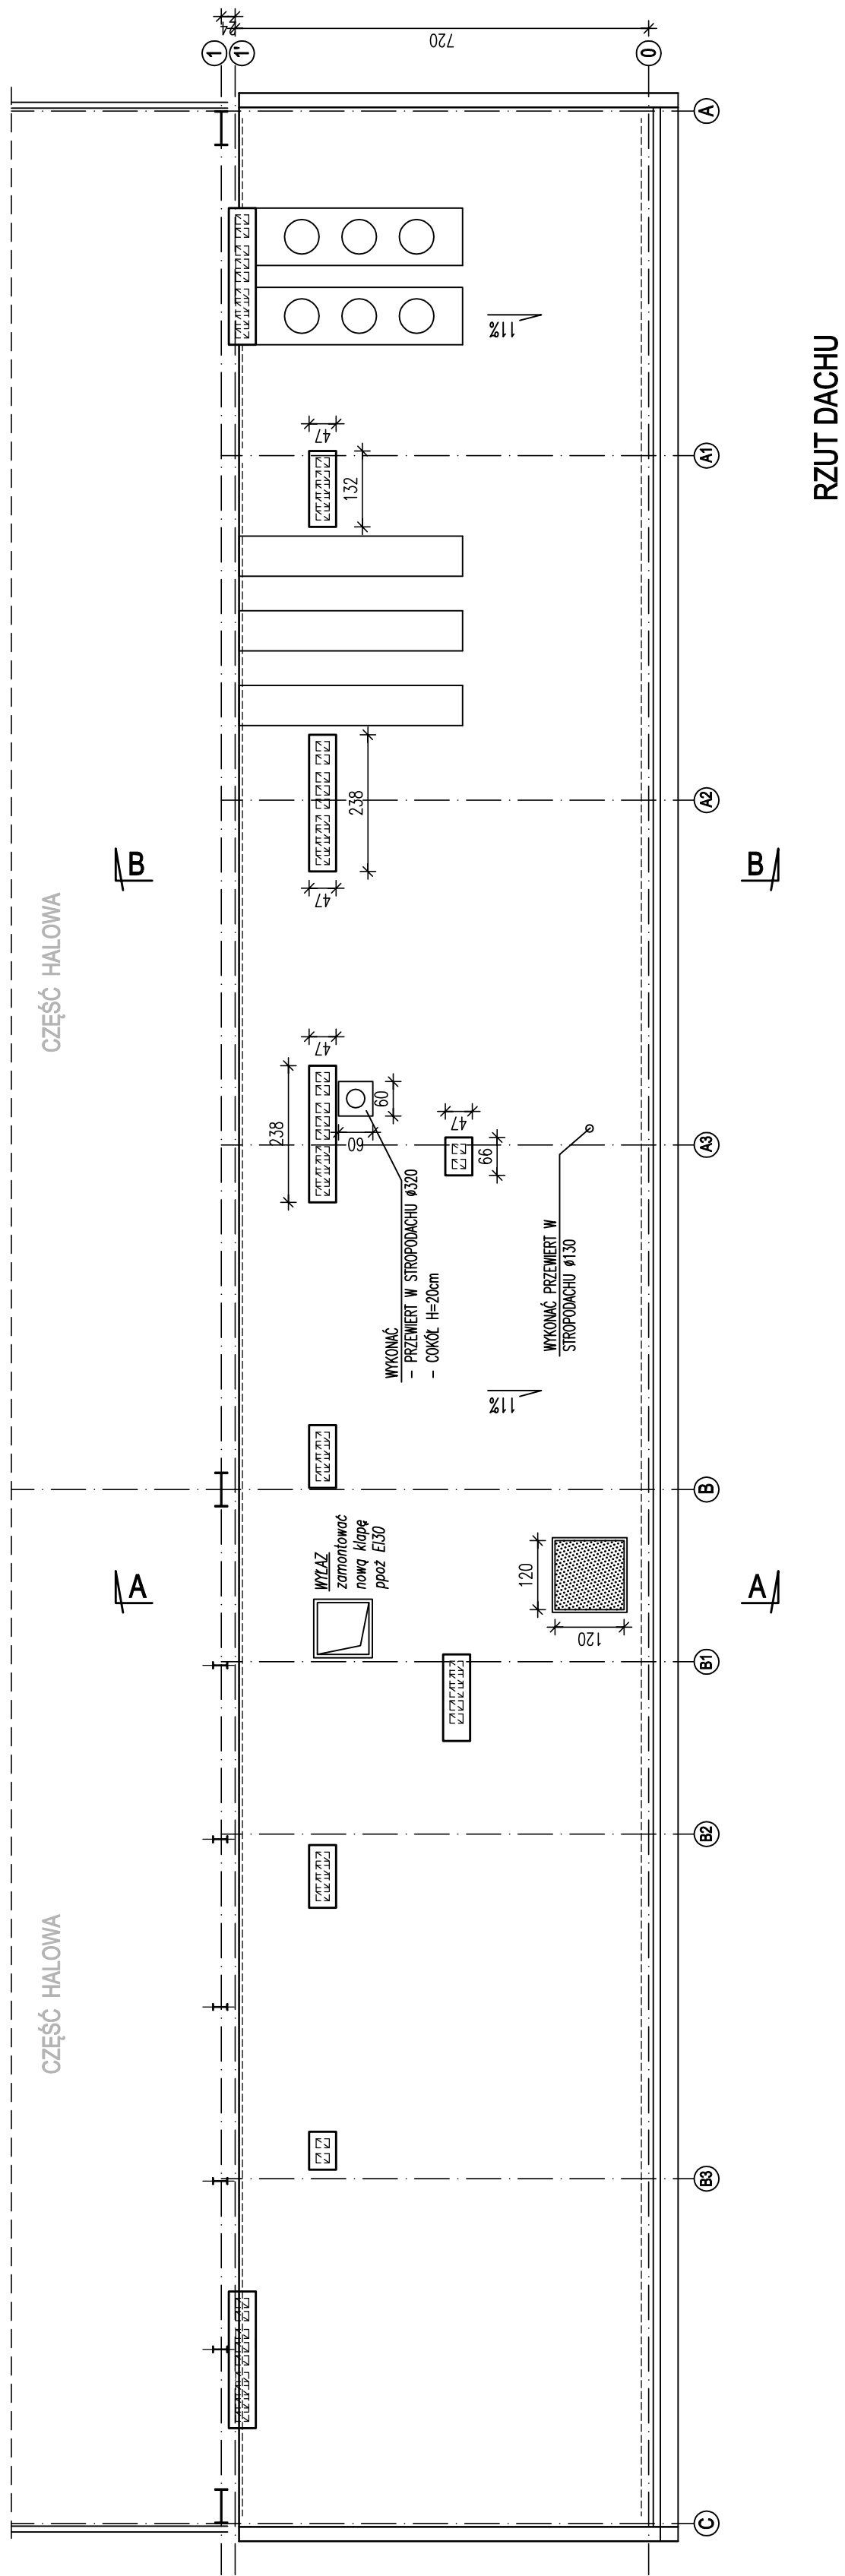 24
720
1
1'
0
A
11%
A1
47
132
RZUT DACHU
A2
238
47
B
B
CZĘŚĆ HALOWA
47
238
60
60
A3
47
66
WYKONAĆ
- PRZEWIERT W STROPODACHU ø320
- COKÓŁ H=20cm
WYKONAĆ PRZEWIERT W
STROPODACHU ø130
11%
B
WYŁAZ
zamontować
nową klapę
ppoż EI30
120
120
A
A
B1
B2
CZĘŚĆ HALOWA
B3
C